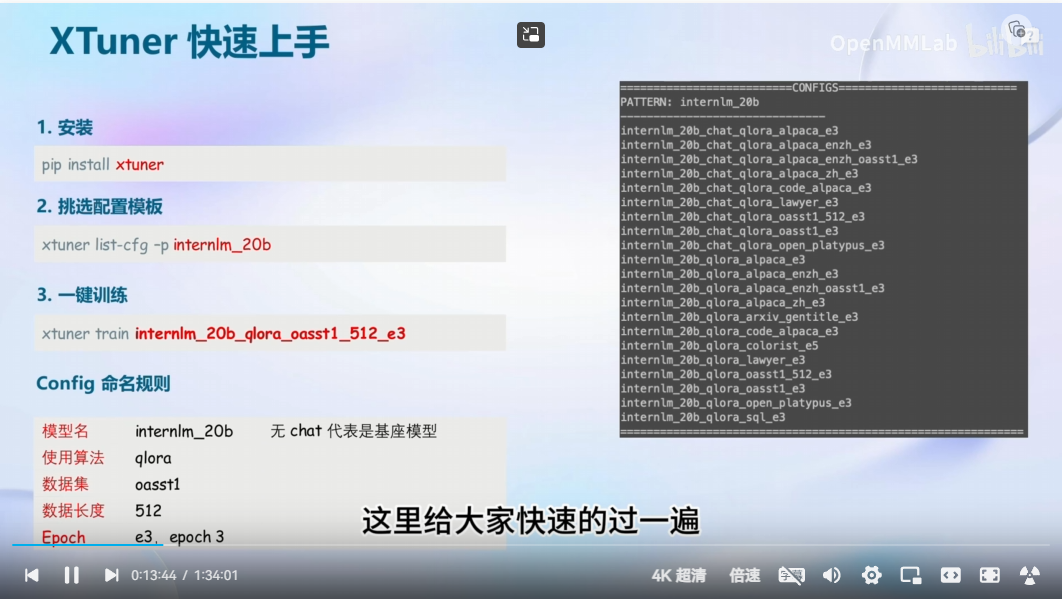 XTuner 快速上手
OpenMMLab bilibili
1. 安装
pip install xtuner
2. 挑选配置模板
xtuner list-cfg -p internlm_20b
3. 一键训练
xtuner train internlm_20b_qlora_oasst1_512_e3
Config 命名规则
模型名 internlm_20b 无 chat 代表是基座模型
使用算法 qlora
数据集 oasst1
数据长度 512
Epoch e3，epoch 3
==========================CONFIGS===========================
PATTERN: internlm_20b
-------------------------------
internlm_20b_chat_qlora_alpaca_e3
internlm_20b_chat_qlora_alpaca_enzh_e3
internlm_20b_chat_qlora_alpaca_enzh_oasst1_e3
internlm_20b_chat_qlora_alpaca_zh_e3
internlm_20b_chat_qlora_code_alpaca_e3
internlm_20b_chat_qlora_lawyer_e3
internlm_20b_chat_qlora_oasst1_512_e3
internlm_20b_chat_qlora_oasst1_e3
internlm_20b_chat_qlora_open_platypus_e3
internlm_20b_qlora_alpaca_e3
internlm_20b_qlora_alpaca_enzh_e3
internlm_20b_qlora_alpaca_enzh_oasst1_e3
internlm_20b_qlora_alpaca_zh_e3
internlm_20b_qlora_arxiv_gentitle_e3
internlm_20b_qlora_code_alpaca_e3
internlm_20b_qlora_colorist_e5
internlm_20b_qlora_lawyer_e3
internlm_20b_qlora_oasst1_512_e3
internlm_20b_qlora_oasst1_e3
internlm_20b_qlora_open_platypus_e3
internlm_20b_qlora_sql_e3
=============================================================
这里给大家快速的过一遍
0:13:44 / 1:34:01
4K 超清 倍速 字幕